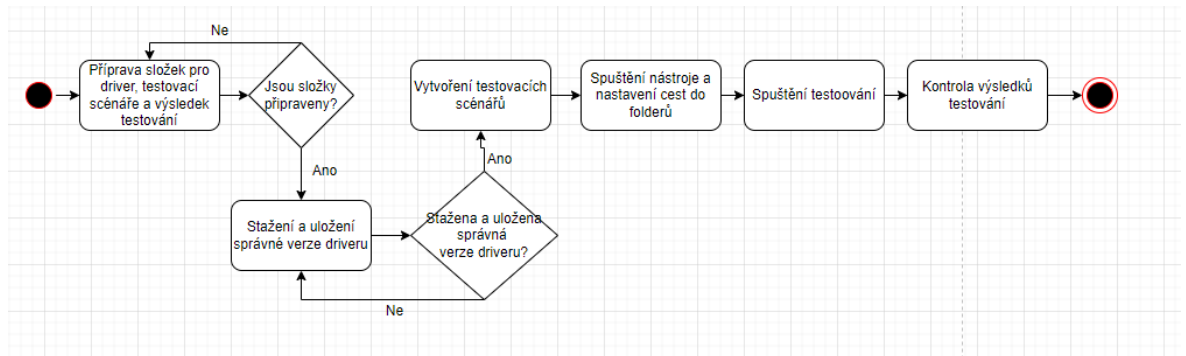 Ne
Příprava složek pro
driver, testovací
scénáře a výsledek
testování
Jsou složky
připraveny?
Ano
Stažení a uložení
správné verze driveru
Stažena a uložena
správná
verze driveru?
Ne
Ano
Vytvoření testovacích
scénářů
Spuštění nástroje a
nastavení cest do
folderů
Spuštění testoování
Kontrola výsledků
testování